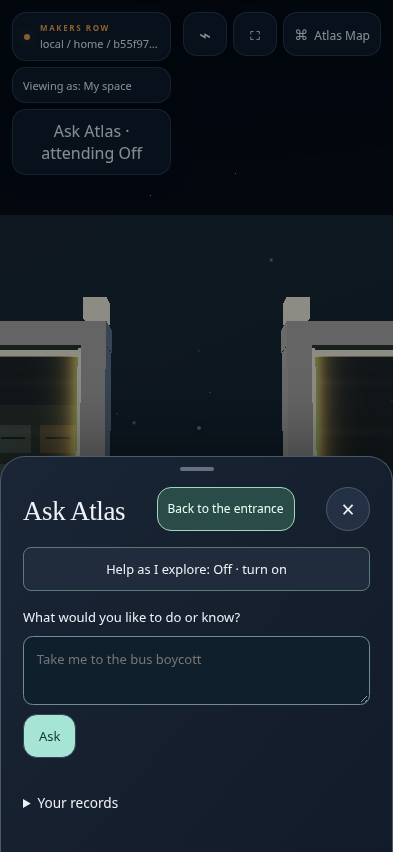 MAKERS ROW
local / home / b55f97...
⌘ Atlas Map
Viewing as: My space
Ask Atlas ·
attending Off
Ask Atlas
Back to the entrance
×
Help as I explore: Off · turn on
What would you like to do or know?
Take me to the bus boycott
Ask
▶ Your records